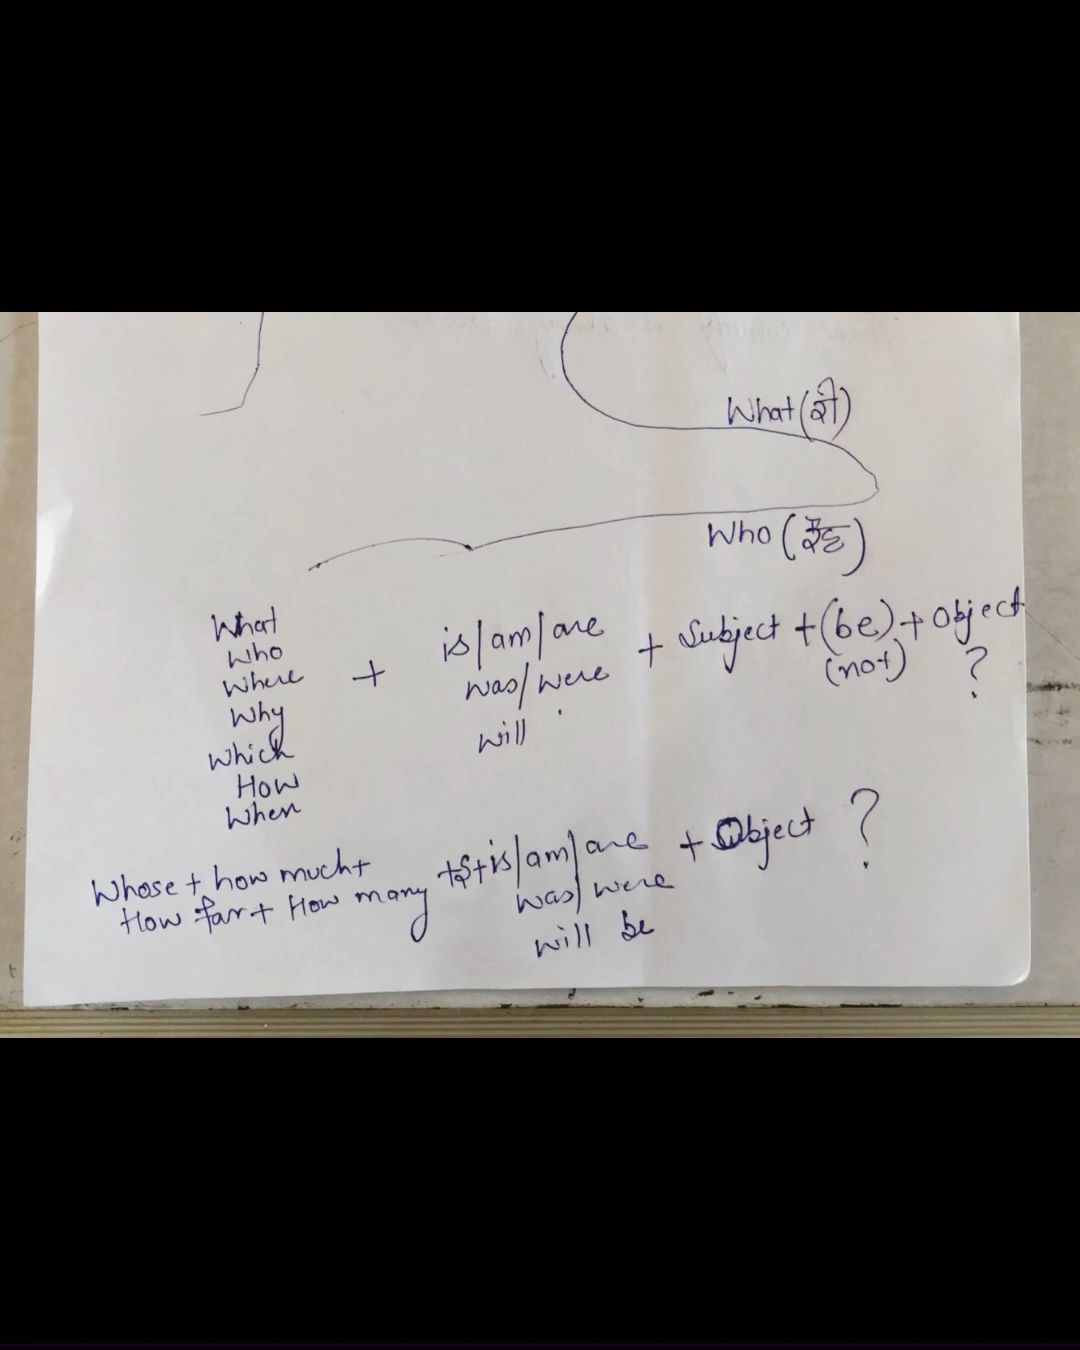 What (की)
Who (
What
Who
Where
Why
Which
How
When
+
is/am/are
was/were
will
+ Subject + (be) + Object
(not) ?
Whose + how much +
How far + How many
+S+is/am/are + Object ?
was/were
will be